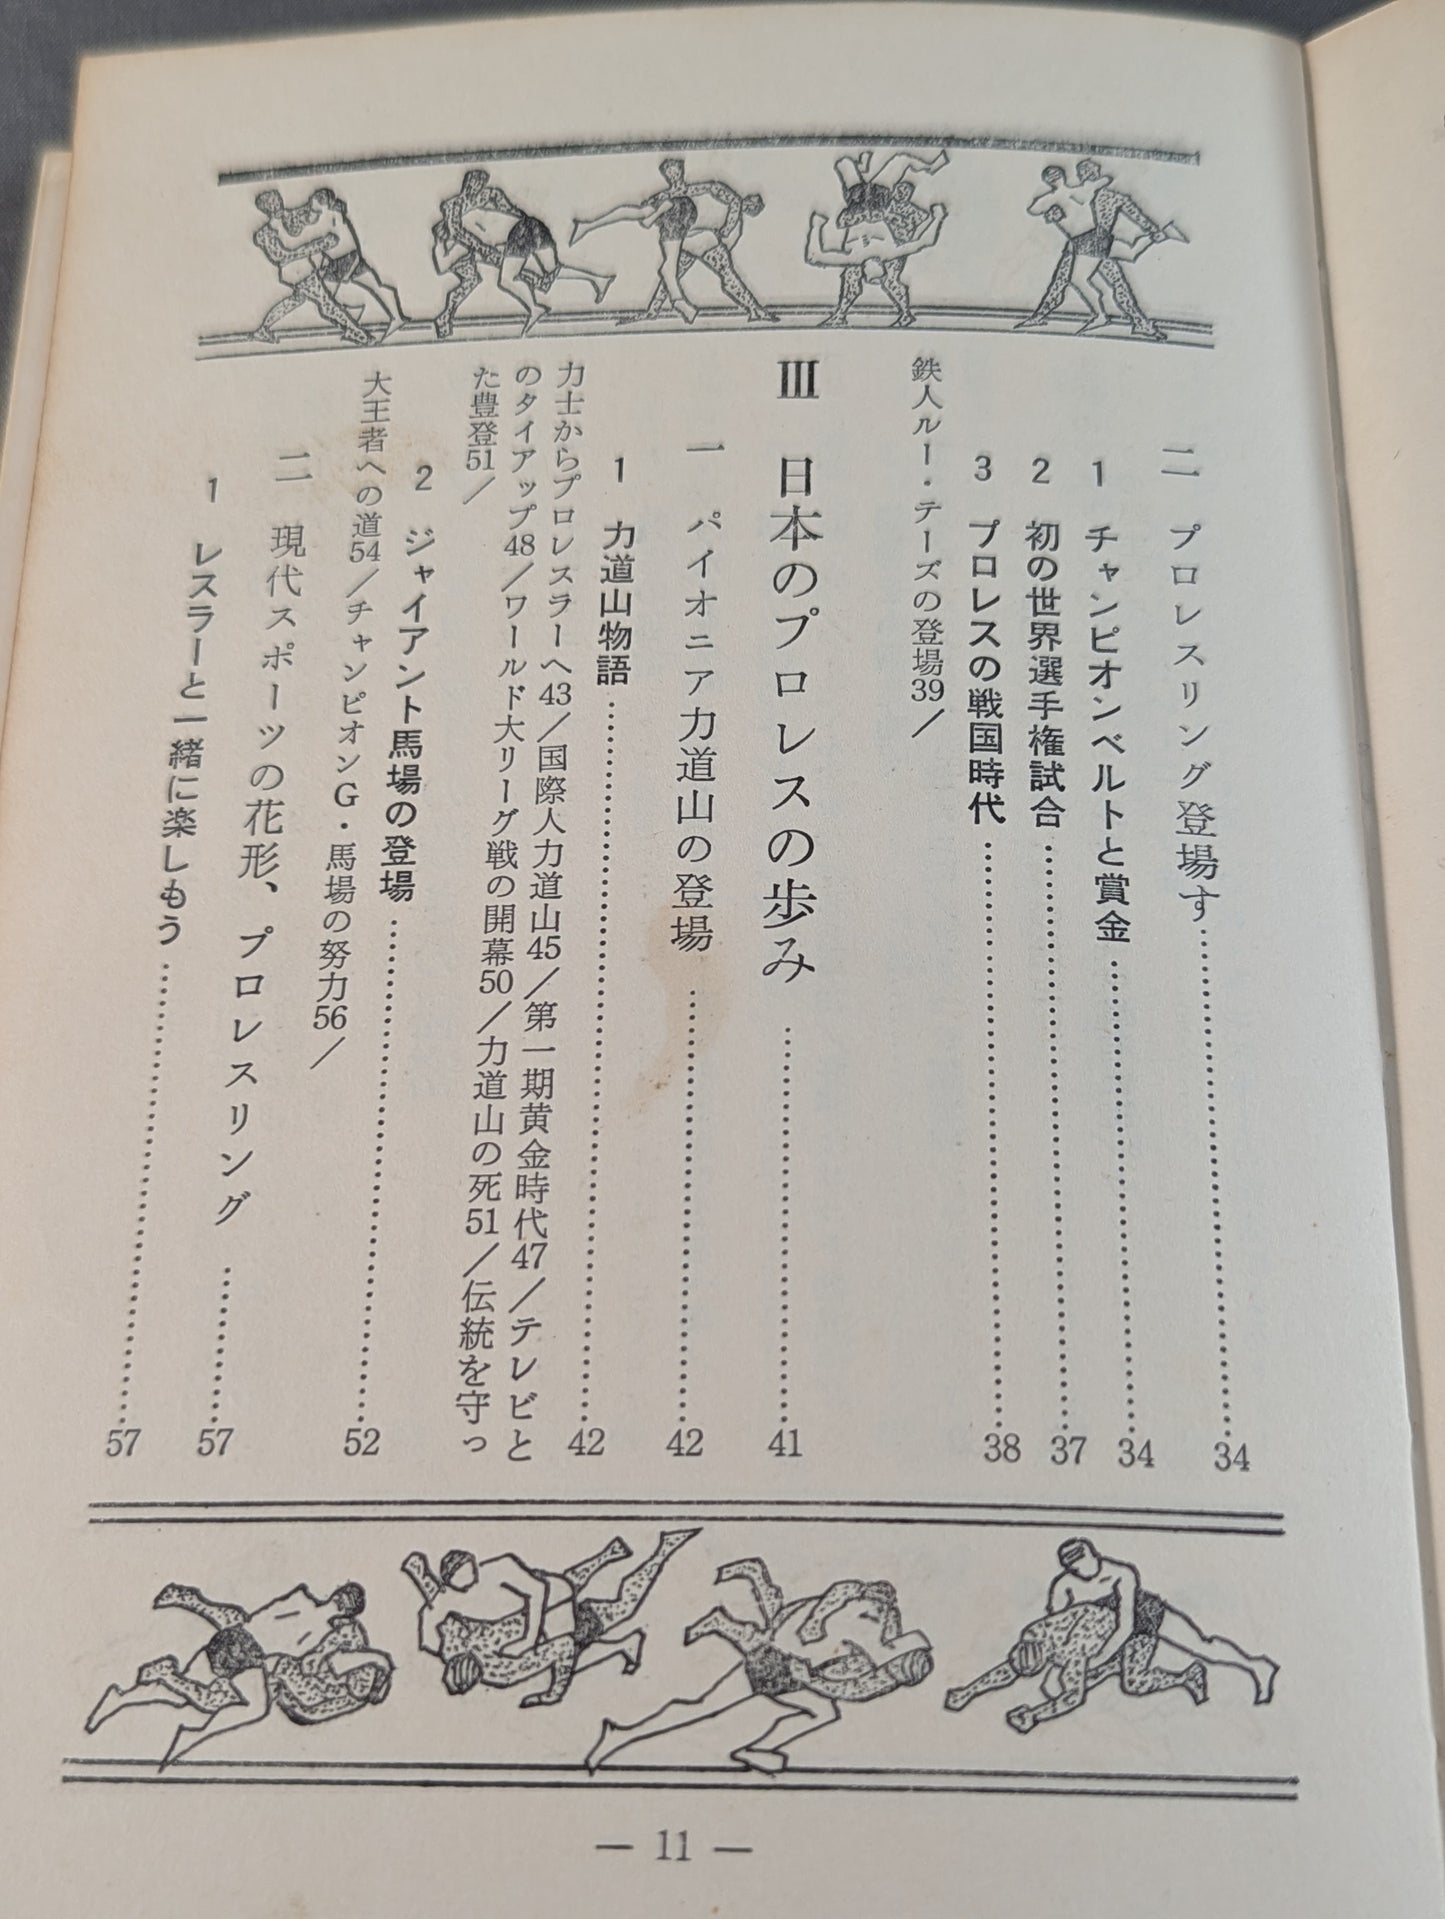 二 プロレスリング登場す……34
1 チャンピオンベルトと賞金……34
2 初の世界選手権試合……37
3 プロレスの戦国時代……38
鉄人ルー・テーズの登場39/
III 日本のプロレスの歩み……41
一 パイオニア力道山の登場……42
1 力道山物語……42
力士からプロレスラーへ43/国際人力道山45/第一期黄金時代47/テレビと
のタイアップ48/ワールド大リーグ戦の開幕50/力道山の死51/伝統を守っ
た豊登51/
2 ジャイアント馬場の登場……52
大王者への道54/チャンピオンG・馬場の努力56/
二 現代スポーツの花形、プロレスリング……57
1 レスラーと一緒に楽しもう……57
— 11 —